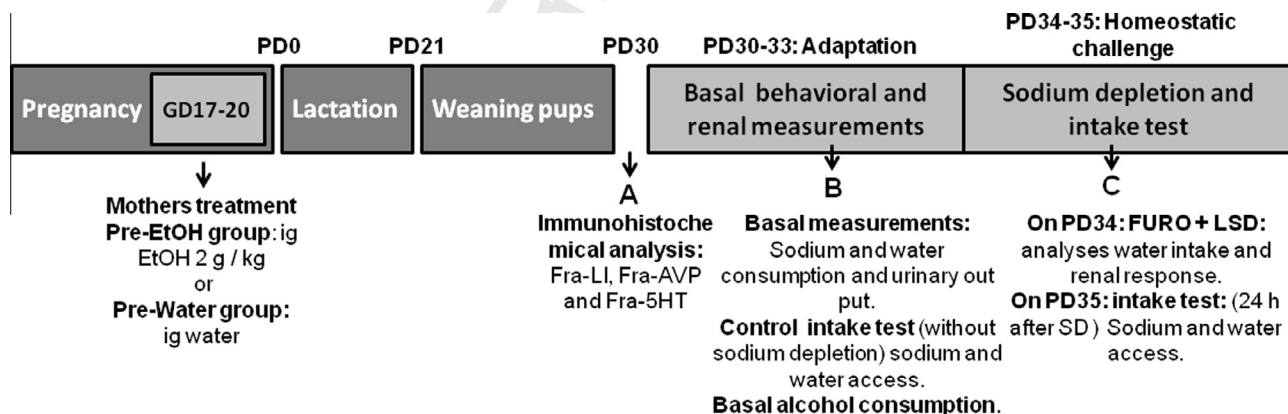 PD34-35: Homeostatic
challenge
PD0
PD21
PD30
PD30-33: Adaptation
Pregnancy
GD17-20
Lactation
Weaning pups
Basal behavioral and
renal measurements
Sodium depletion and
intake test
Mothers treatment
Pre-EtOH group: ig
EtOH 2 g / kg
or
Pre-Water group:
ig water
A
Immunohistoche
mical analysis:
Fra-LI, Fra-AVP
and Fra-5HT
B
Basal measurements:
Sodium and water
consumption and urinary out
put.
Control intake test (without
sodium depletion) sodium and
water access.
Basal alcohol consumption.
C
On PD34: FURO + LSD:
analyses water intake and
renal response.
On PD35: intake test: (24 h
after SD ) Sodium and water
access.